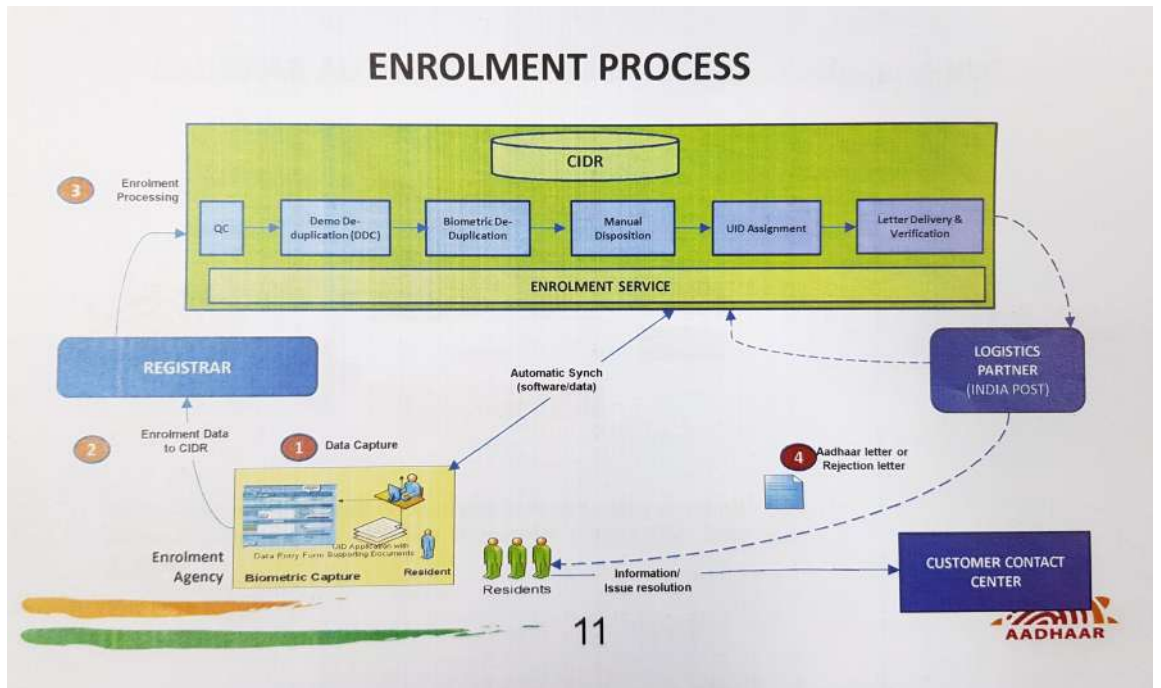 ENROLMENT PROCESS
CIDR
3
Enrolment
Processing
QC
Demo De-
duplication (DDC)
Biometric De-
Duplication
Manual
Disposition
UID Assignment
Letter Delivery &
Verification
ENROLMENT SERVICE
REGISTRAR
Automatic Synch
(software/data)
LOGISTICS
PARTNER
(INDIA POST)
2
Enrolment Data
to CIDR
1
Data Capture
4
Aadhaar letter or
Rejection letter
UID Application with
Data Entry Form Supporting Documents
Biometric Capture
Resident
Enrolment
Agency
Residents
Information/
Issue resolution
CUSTOMER CONTACT
CENTER
11
AADHAAR